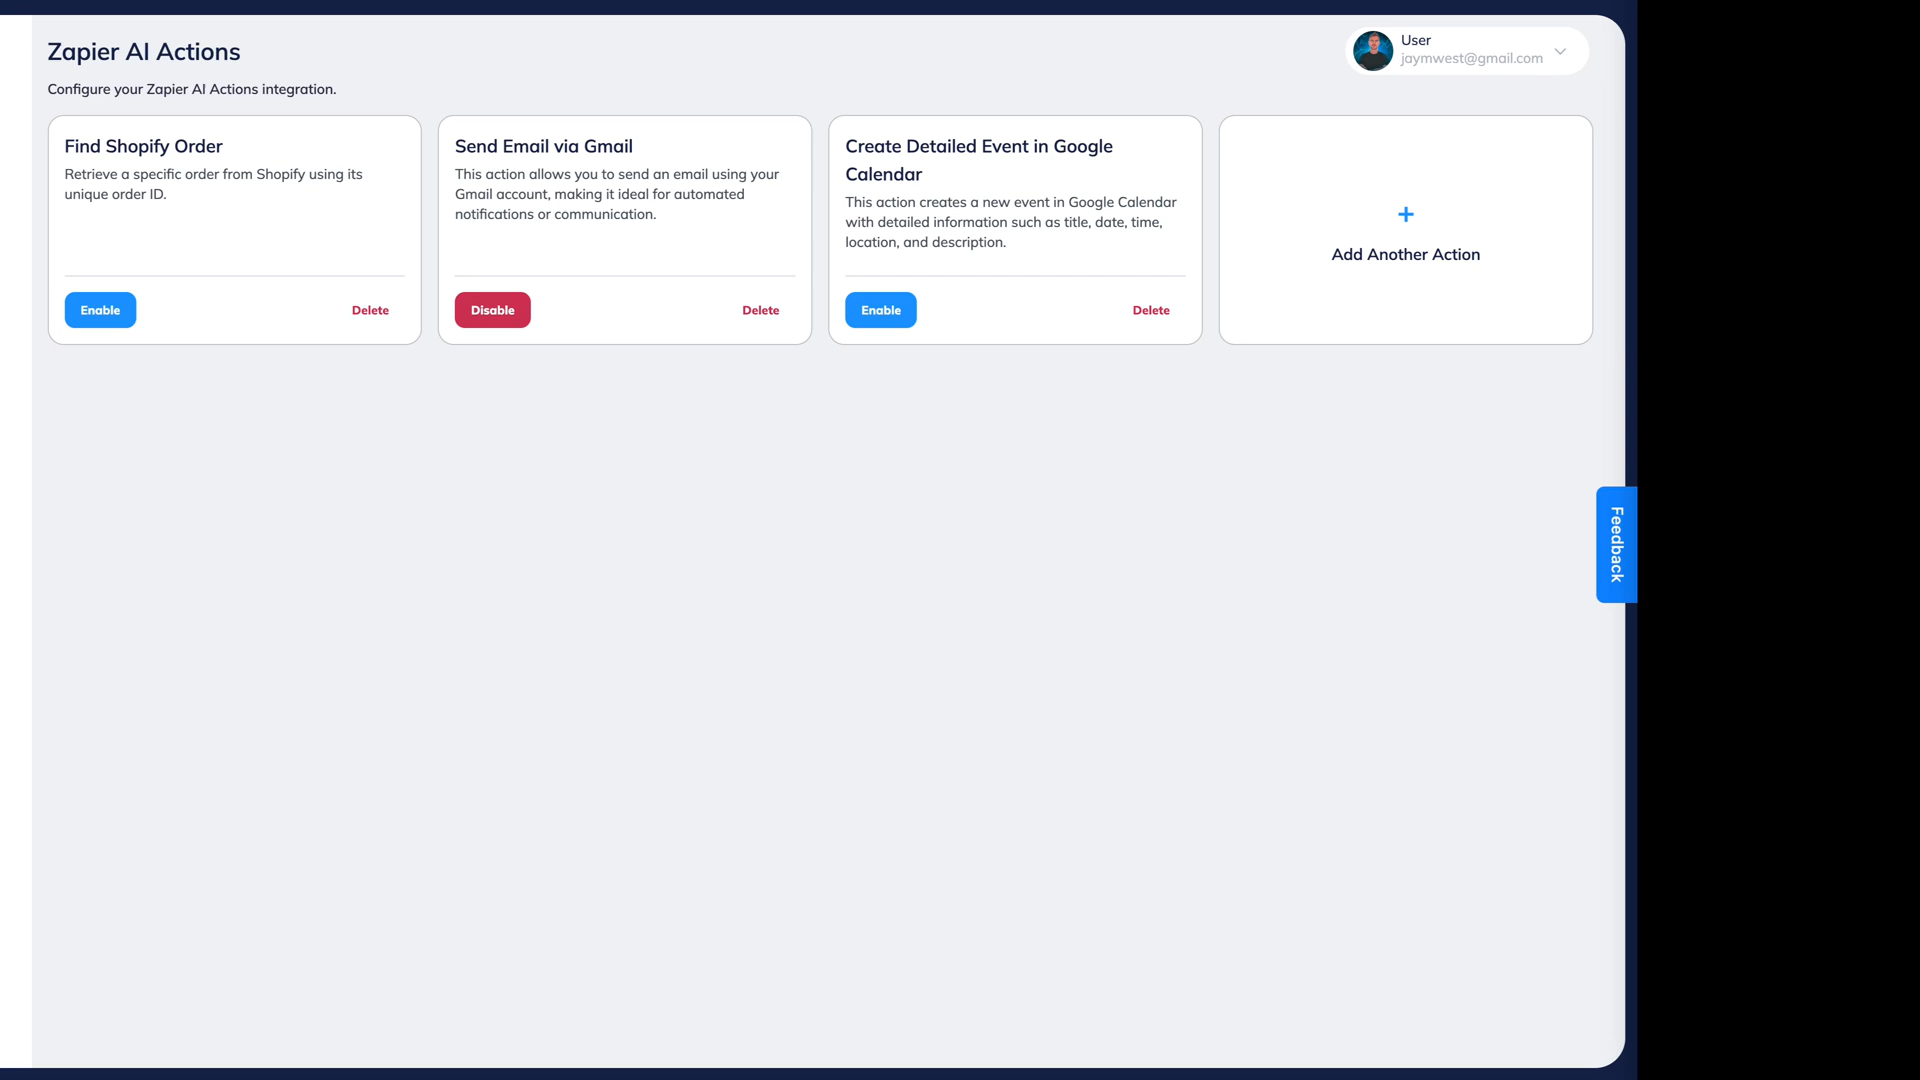 Zapier AI Actions
User
jaymwest@gmail.com
Configure your Zapier AI Actions integration.
Find Shopify Order
Retrieve a specific order from Shopify using its
unique order ID.
Enable
Delete
Send Email via Gmail
This action allows you to send an email using your
Gmail account, making it ideal for automated
notifications or communication.
Disable
Delete
Create Detailed Event in Google
Calendar
This action creates a new event in Google Calendar
with detailed information such as title, date, time,
location, and description.
Enable
Delete
+
Add Another Action
Feedback